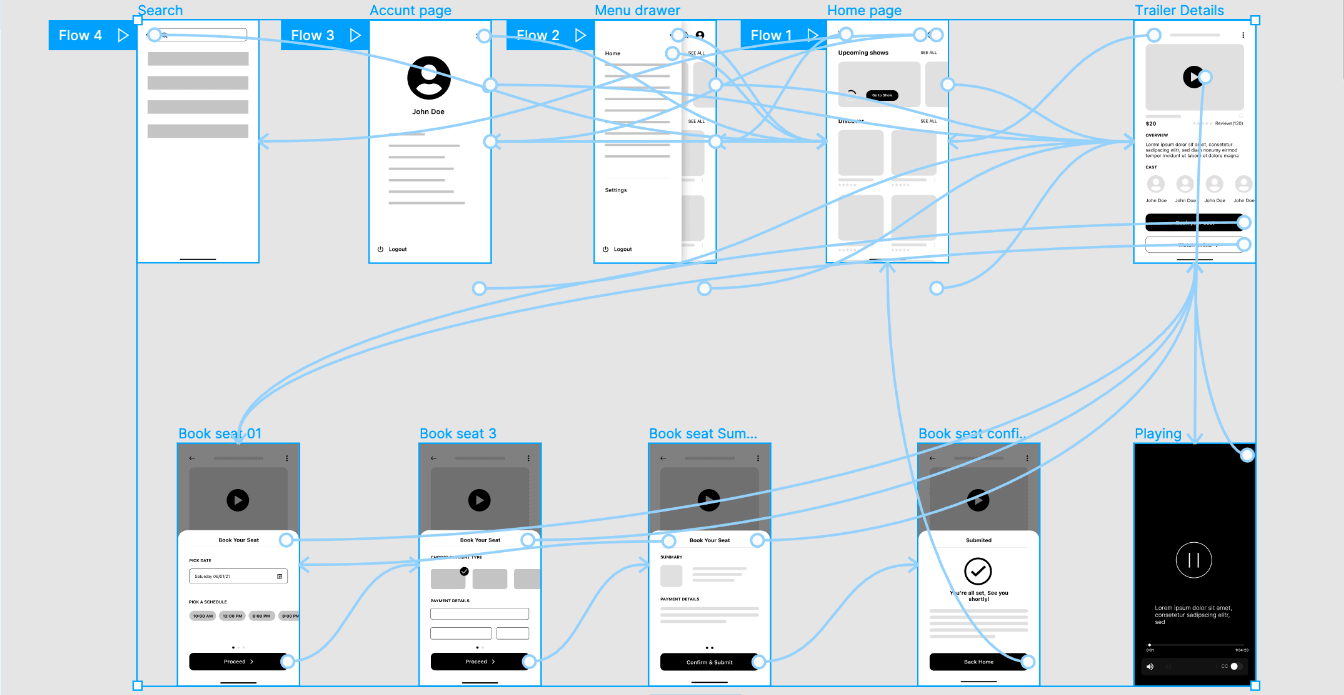 Search
Accunt page
Menu drawer
Home page
Trailer Details
Flow 4
Flow 3
Flow 2
Flow 1
John Doe
Logout
Home
SEE ALL
SEE ALL
Settings
Logout
Upcoming shows
SEE ALL
Go to Show
SEE ALL
$20
Reviews (120)
OVERVIEW
Lorem ipsum dolor sit amet, consetetur
sadipscing elitr, sed diam nonumy eirmod
tempor invidunt ut labore et dolore magna
CAST
John Doe
John Doe
John Doe
John Doe
Book seat 01
Book seat 3
Book seat Sum...
Book seat confi..
Playing
Book Your Seat
PICK DATE
Saturday 06/01/21
PICK A SCHEDULE
10:00 AM
12:00 PM
6:00 PM
Proceed
Book Your Seat
PAYMENT DETAILS
Proceed
Book Your Seat
SUMMARY
PAYMENT DETAILS
Confirm & Submit
Submited
You're all set, See you
shortly!
Back Home
Lorem ipsum dolor sit amet,
consetetur sadipscing elitr,
sed
CC